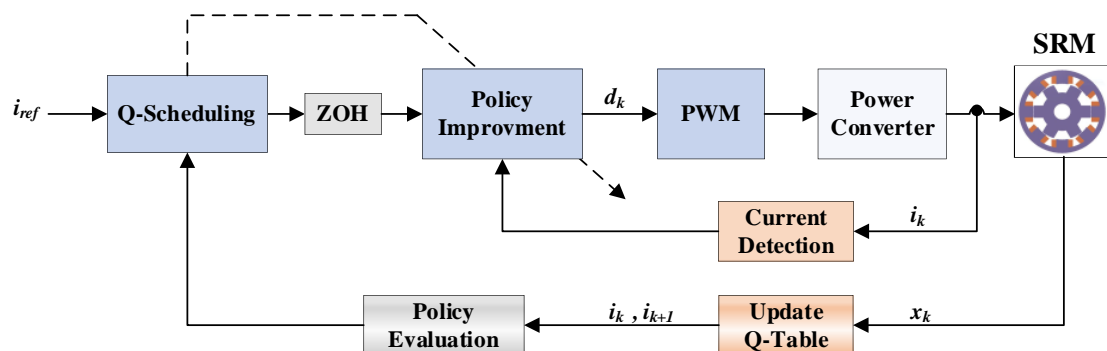 SRM
i_ref
Q-Scheduling
ZOH
Policy
Improvment
d_k
PWM
Power
Converter
Current
Detection
i_k
Policy
Evaluation
i_k , i_k+1
Update
Q-Table
x_k